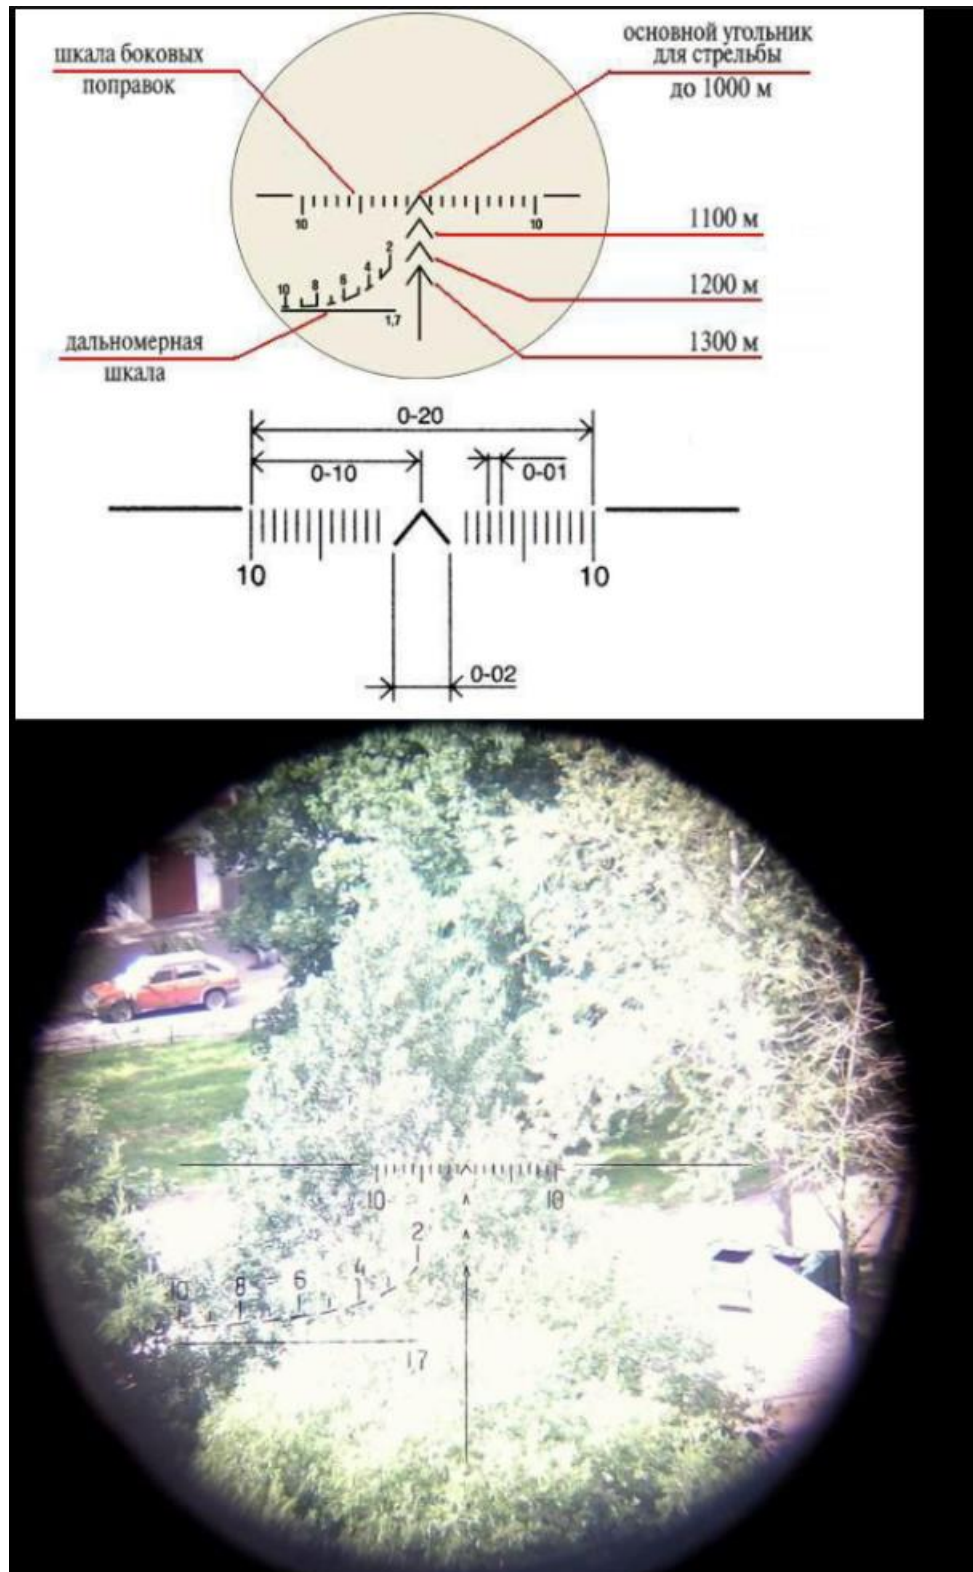 шкала боковых
поправок
основной угольник
для стрельбы
до 1000 м
10
10
1100 м
1200 м
1300 м
2
4
6
8
10
1,7
дальномерная
шкала
0-20
0-10
0-01
10
10
0-02
10
10
2
4
6
8
10
1,7